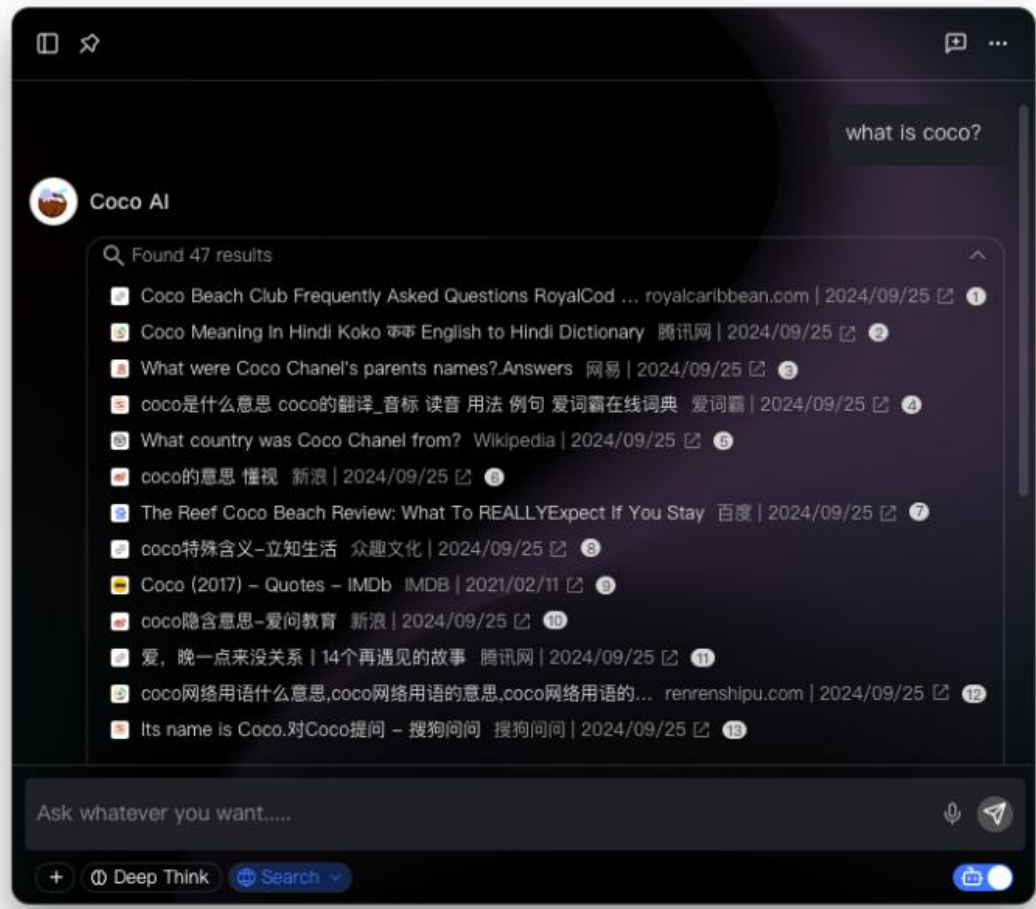 what is coco?
Coco AI
Found 47 results
Coco Beach Club Frequently Asked Questions RoyalCod ... royalcaribbean.com | 2024/09/25 1
Coco Meaning In Hindi Koko कक English to Hindi Dictionary 腾讯网 | 2024/09/25 2
What were Coco Chanel's parents names?.Answers 网易 | 2024/09/25 3
coco是什么意思 coco的翻译_音标 读音 用法 例句 爱词霸在线词典 爱词霸 | 2024/09/25 4
What country was Coco Chanel from? Wikipedia | 2024/09/25 5
coco的意思 懂视 新浪 | 2024/09/25 6
The Reef Coco Beach Review: What To REALLYExpect If You Stay 百度 | 2024/09/25 7
coco特殊含义-立知生活 众趣文化 | 2024/09/25 8
Coco (2017) - Quotes - IMDb IMDB | 2021/02/11 9
coco隐含意思-爱问教育 新浪 | 2024/09/25 10
爱，晚一点来没关系 | 14个再遇见的故事 腾讯网 | 2024/09/25 11
coco网络用语什么意思,coco网络用语的意思,coco网络用语的... renrenshipu.com | 2024/09/25 12
Its name is Coco.对Coco提问 - 搜狗问问 搜狗问问 | 2024/09/25 13
Ask whatever you want.....
Deep Think
Search